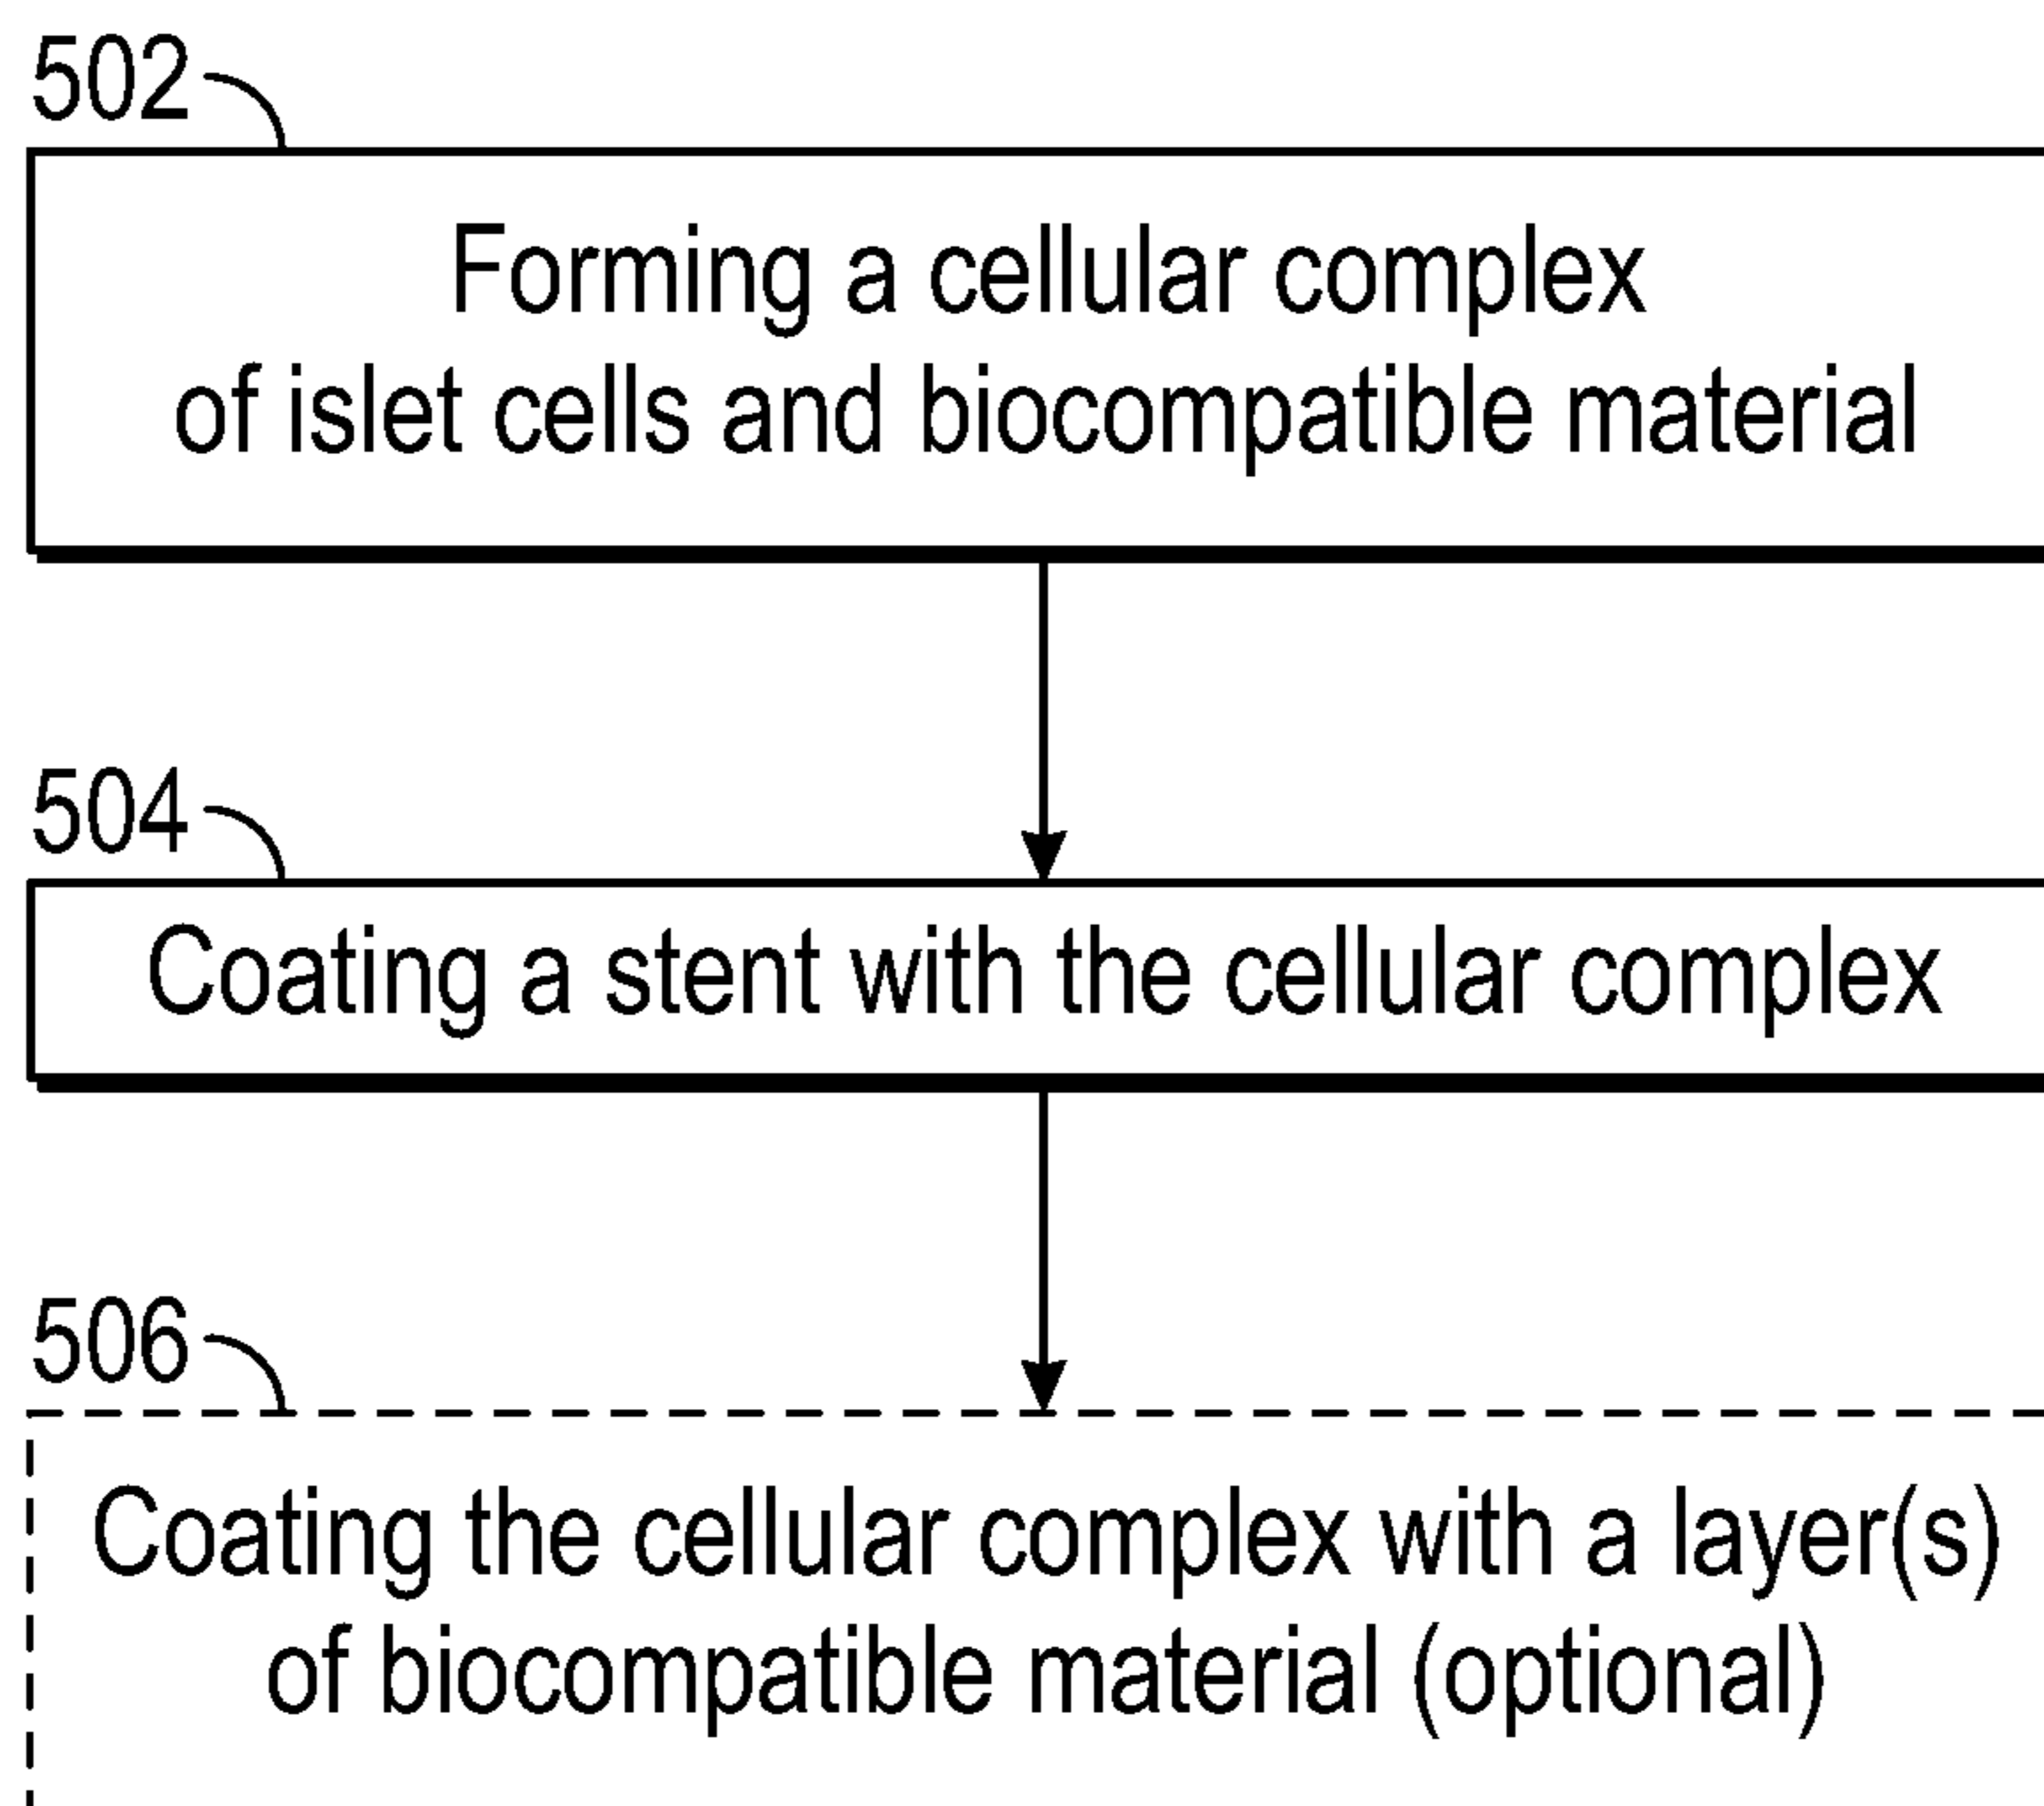 502
Forming a cellular complex
of islet cells and biocompatible material
504
Coating a stent with the cellular complex
506
Coating the cellular complex with a layer(s)
of biocompatible material (optional)